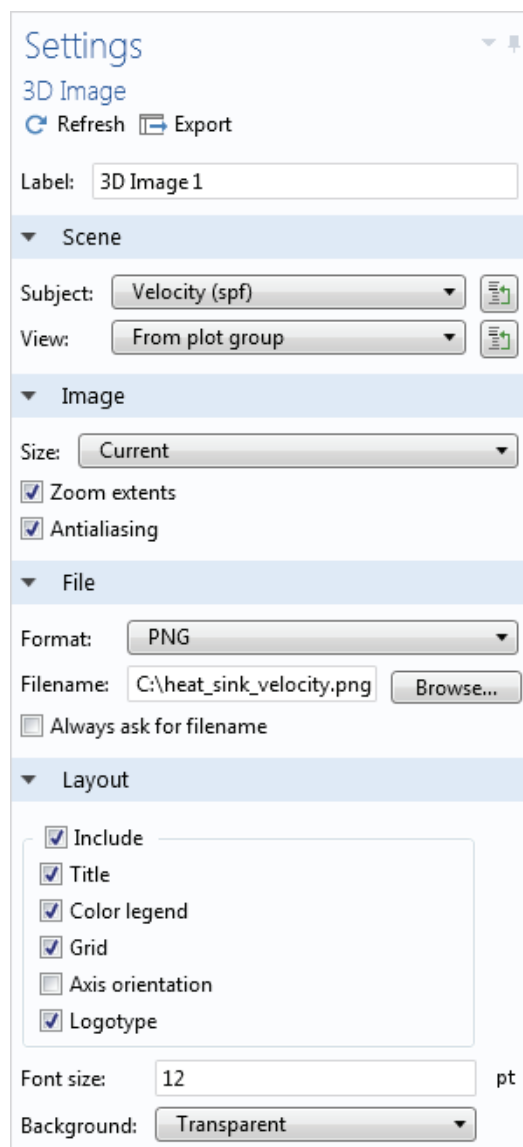 Settings
3D Image
Refresh Export
Label: 3D Image 1
Scene
Subject: Velocity (spf)
View: From plot group
Image
Size: Current
Zoom extents
Antialiasing
File
Format: PNG
Filename: C:\heat_sink_velocity.png Browse...
Always ask for filename
Layout
Include
Title
Color legend
Grid
Axis orientation
Logotype
Font size: 12 pt
Background: Transparent